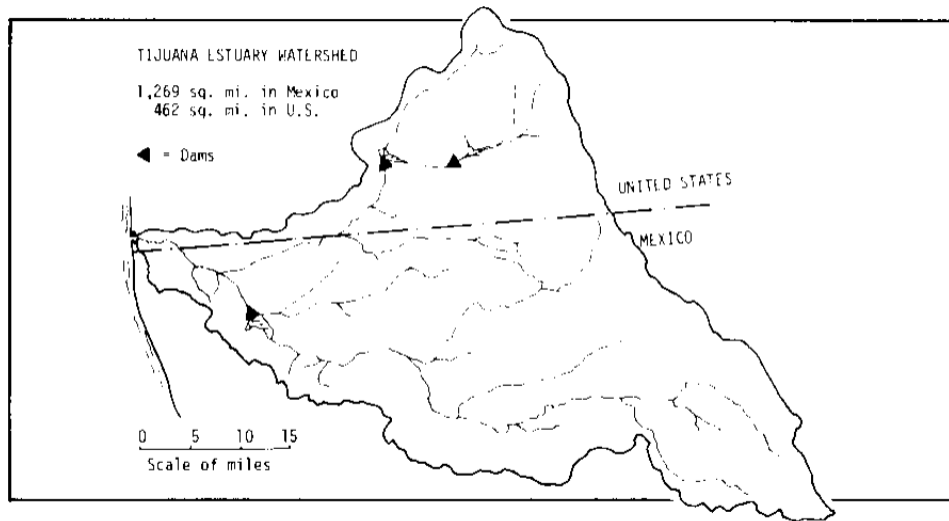 TIJUANA ESTUARY WATERSHED
1,269 sq. mi. in Mexico
462 sq. mi. in U.S.
= Dams
UNITED STATES
MEXICO
0 5 10 15
Scale of miles